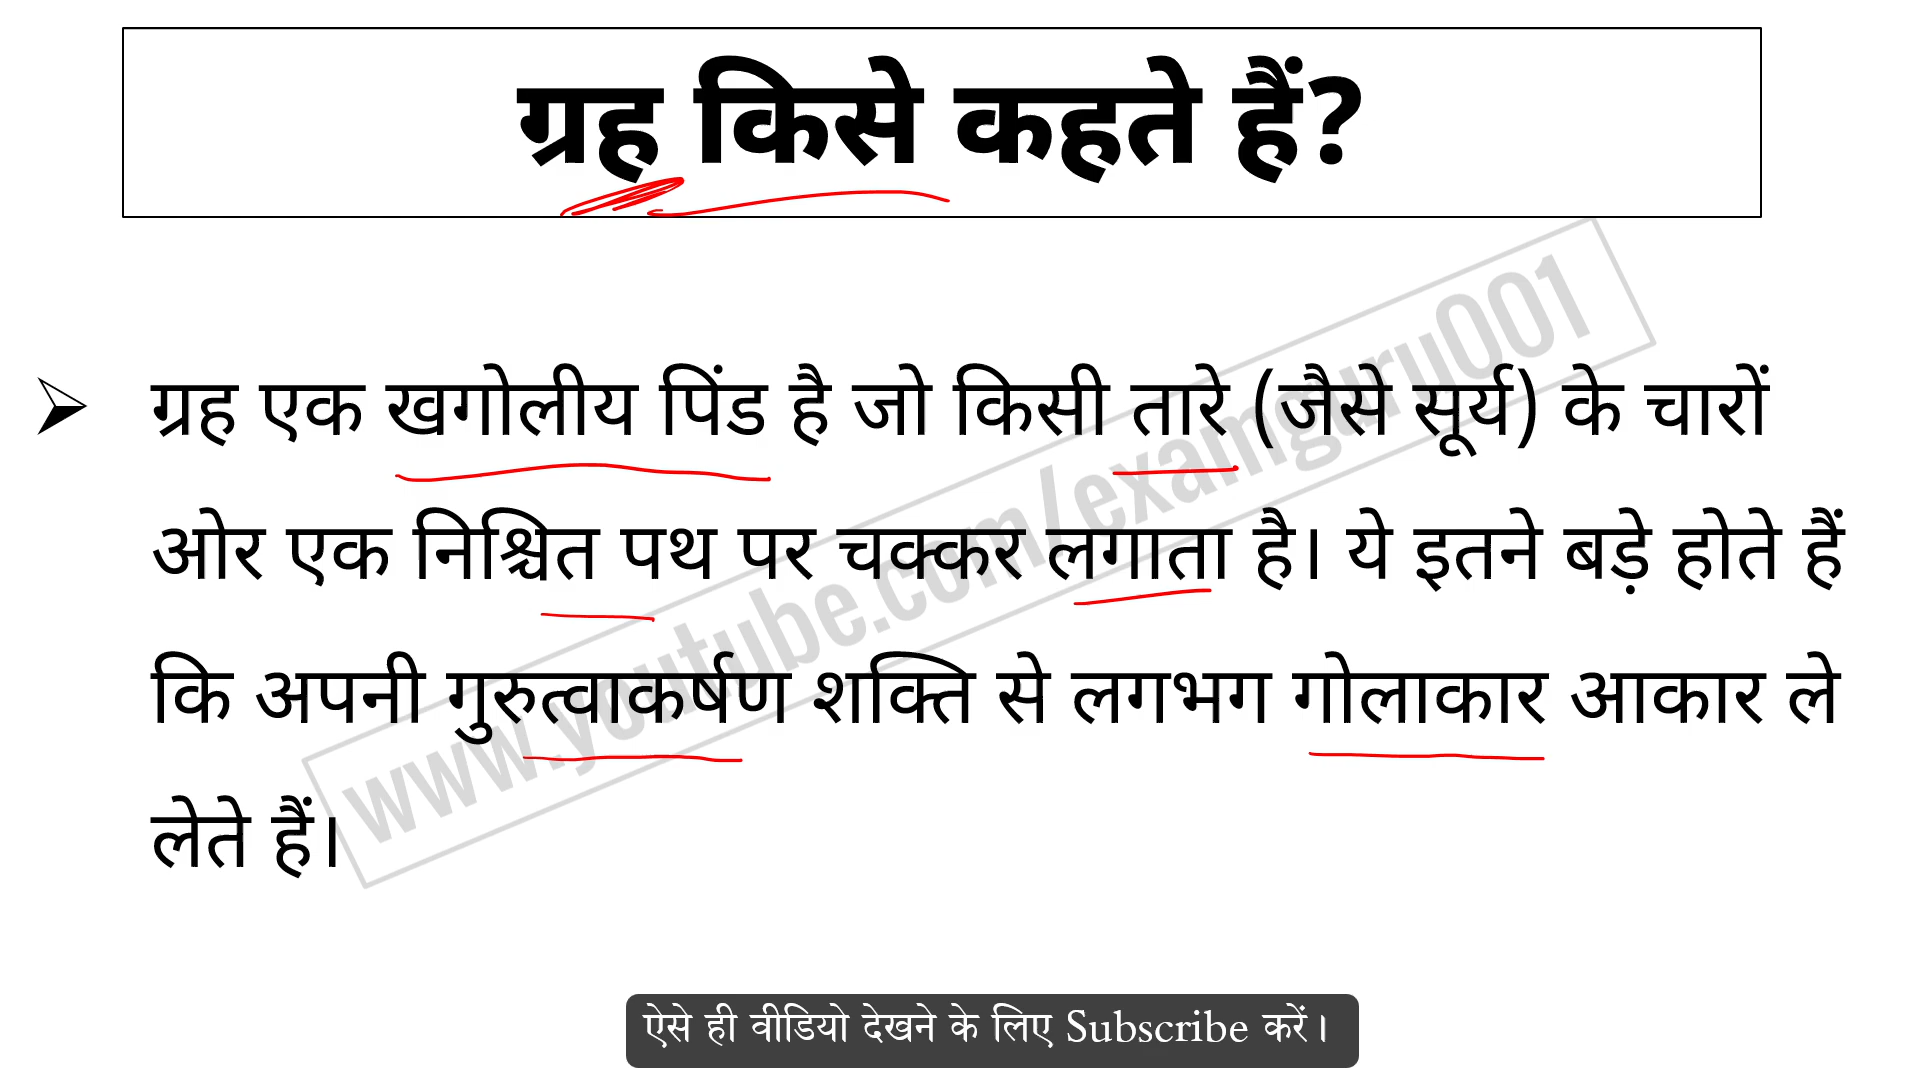 ग्रह किसे कहते हैं?
ग्रह एक खगोलीय पिंड है जो किसी तारे (जैसे सूर्य) के चारों
ओर एक निश्चित पथ पर चक्कर लगाता है। ये इतने बड़े होते हैं
कि अपनी गुरुत्वाकर्षण शक्ति से लगभग गोलाकार आकार ले
लेते हैं।
www.youtube.com/examguru001
ऐसे ही वीडियो देखने के लिए Subscribe करें।